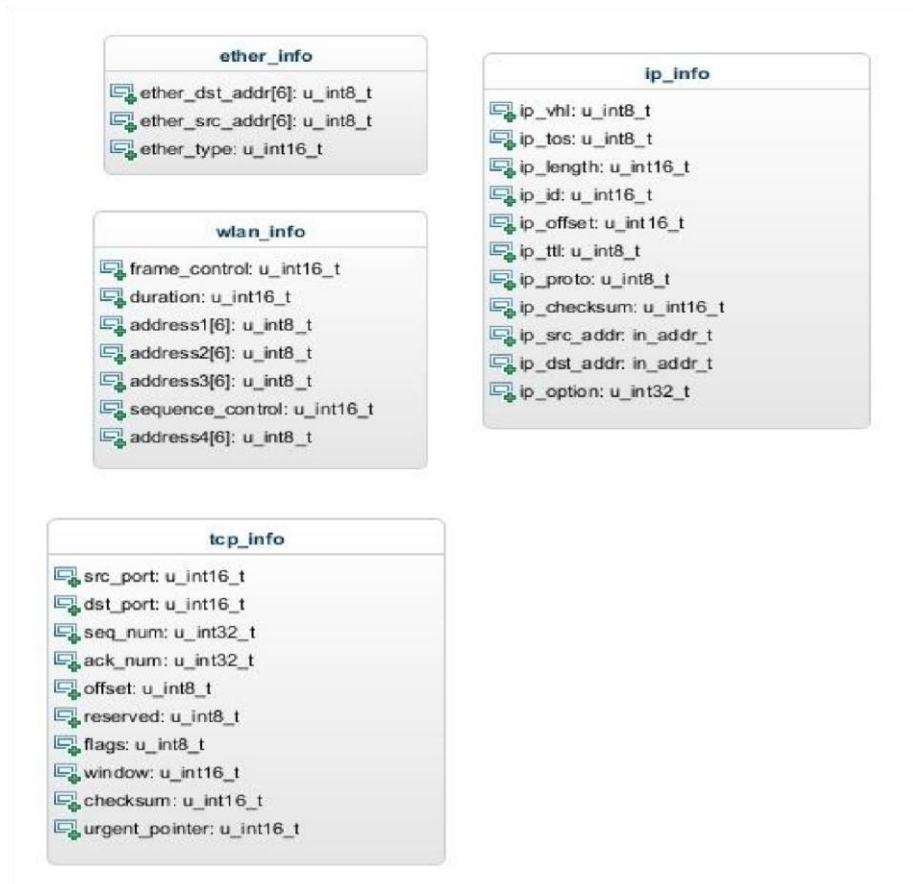 ether_info
ether_dst_addr[6]: u_int8_t
ether_src_addr[6]: u_int8_t
ether_type: u_int16_t
wlan_info
frame_control: u_int16_t
duration: u_int16_t
address1[6]: u_int8_t
address2[6]: u_int8_t
address3[6]: u_int8_t
sequence_control: u_int16_t
address4[6]: u_int8_t
ip_info
ip_vhl: u_int8_t
ip_tos: u_int8_t
ip_length: u_int16_t
ip_id: u_int16_t
ip_offset: u_int16_t
ip_ttl: u_int8_t
ip_proto: u_int8_t
ip_checksum: u_int16_t
ip_src_addr: in_addr_t
ip_dst_addr: in_addr_t
ip_option: u_int32_t
tcp_info
src_port: u_int16_t
dst_port: u_int16_t
seq_num: u_int32_t
ack_num: u_int32_t
offset: u_int8_t
reserved: u_int8_t
flags: u_int8_t
window: u_int16_t
checksum: u_int16_t
urgent_pointer: u_int16_t